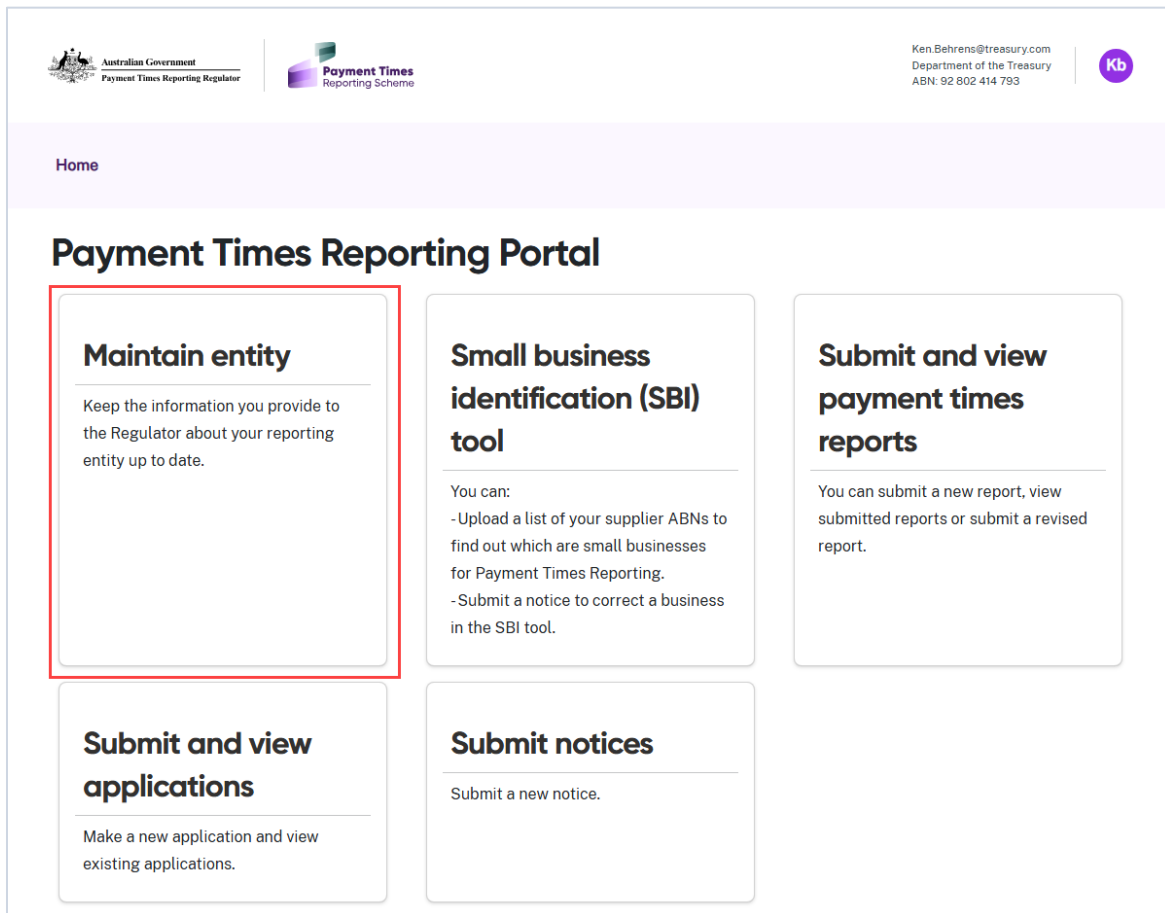 Australian Government
Payment Times Reporting Regulator
Payment Times
Reporting Scheme
Ken.Behrens@treasury.com
Department of the Treasury
ABN: 92 802 414 793
Kb
Home
Payment Times Reporting Portal
Maintain entity
Keep the information you provide to
the Regulator about your reporting
entity up to date.
Small business
identification (SBI)
tool
You can:
- Upload a list of your supplier ABNs to
find out which are small businesses
for Payment Times Reporting.
- Submit a notice to correct a business
in the SBI tool.
Submit and view
payment times
reports
You can submit a new report, view
submitted reports or submit a revised
report.
Submit and view
applications
Make a new application and view
existing applications.
Submit notices
Submit a new notice.